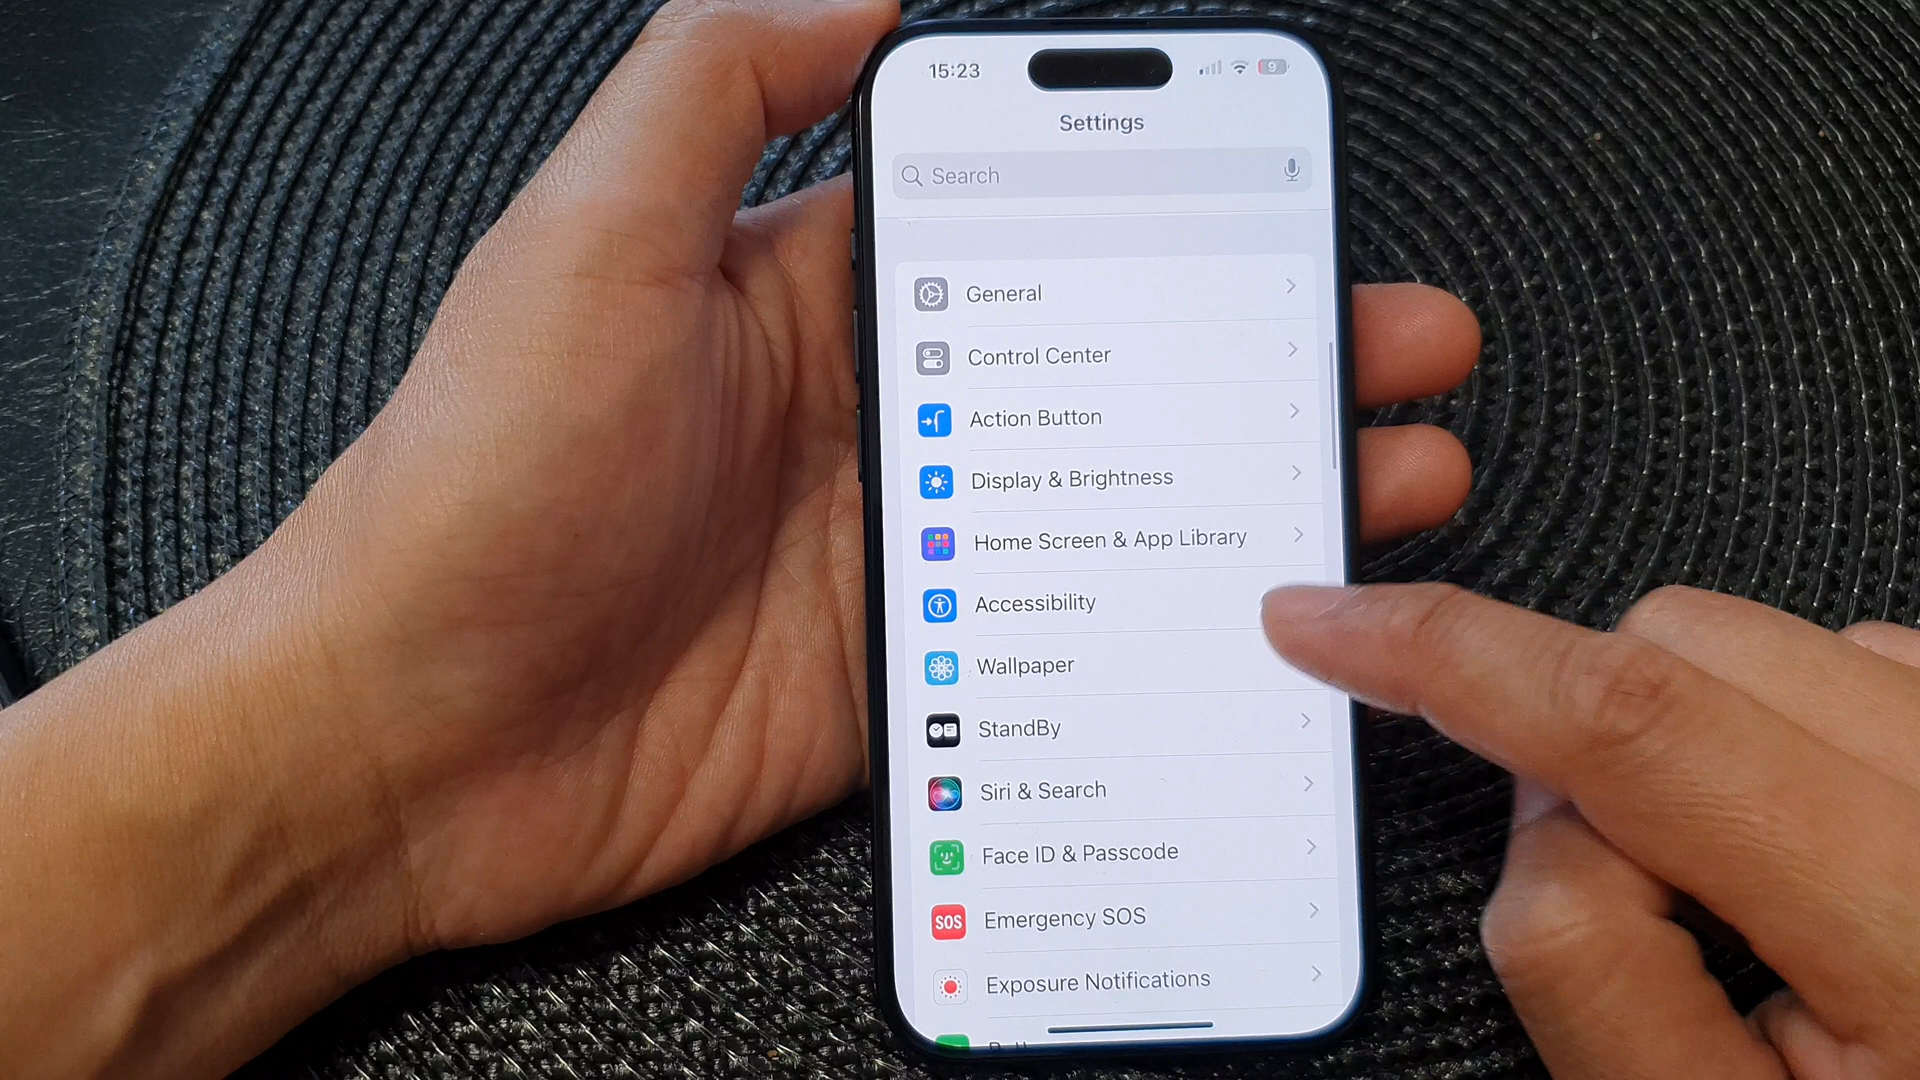 15:23
9
Settings
Search
General
Control Center
Action Button
Display & Brightness
Home Screen & App Library
Accessibility
Wallpaper
StandBy
Siri & Search
Face ID & Passcode
SOS Emergency SOS
Exposure Notifications